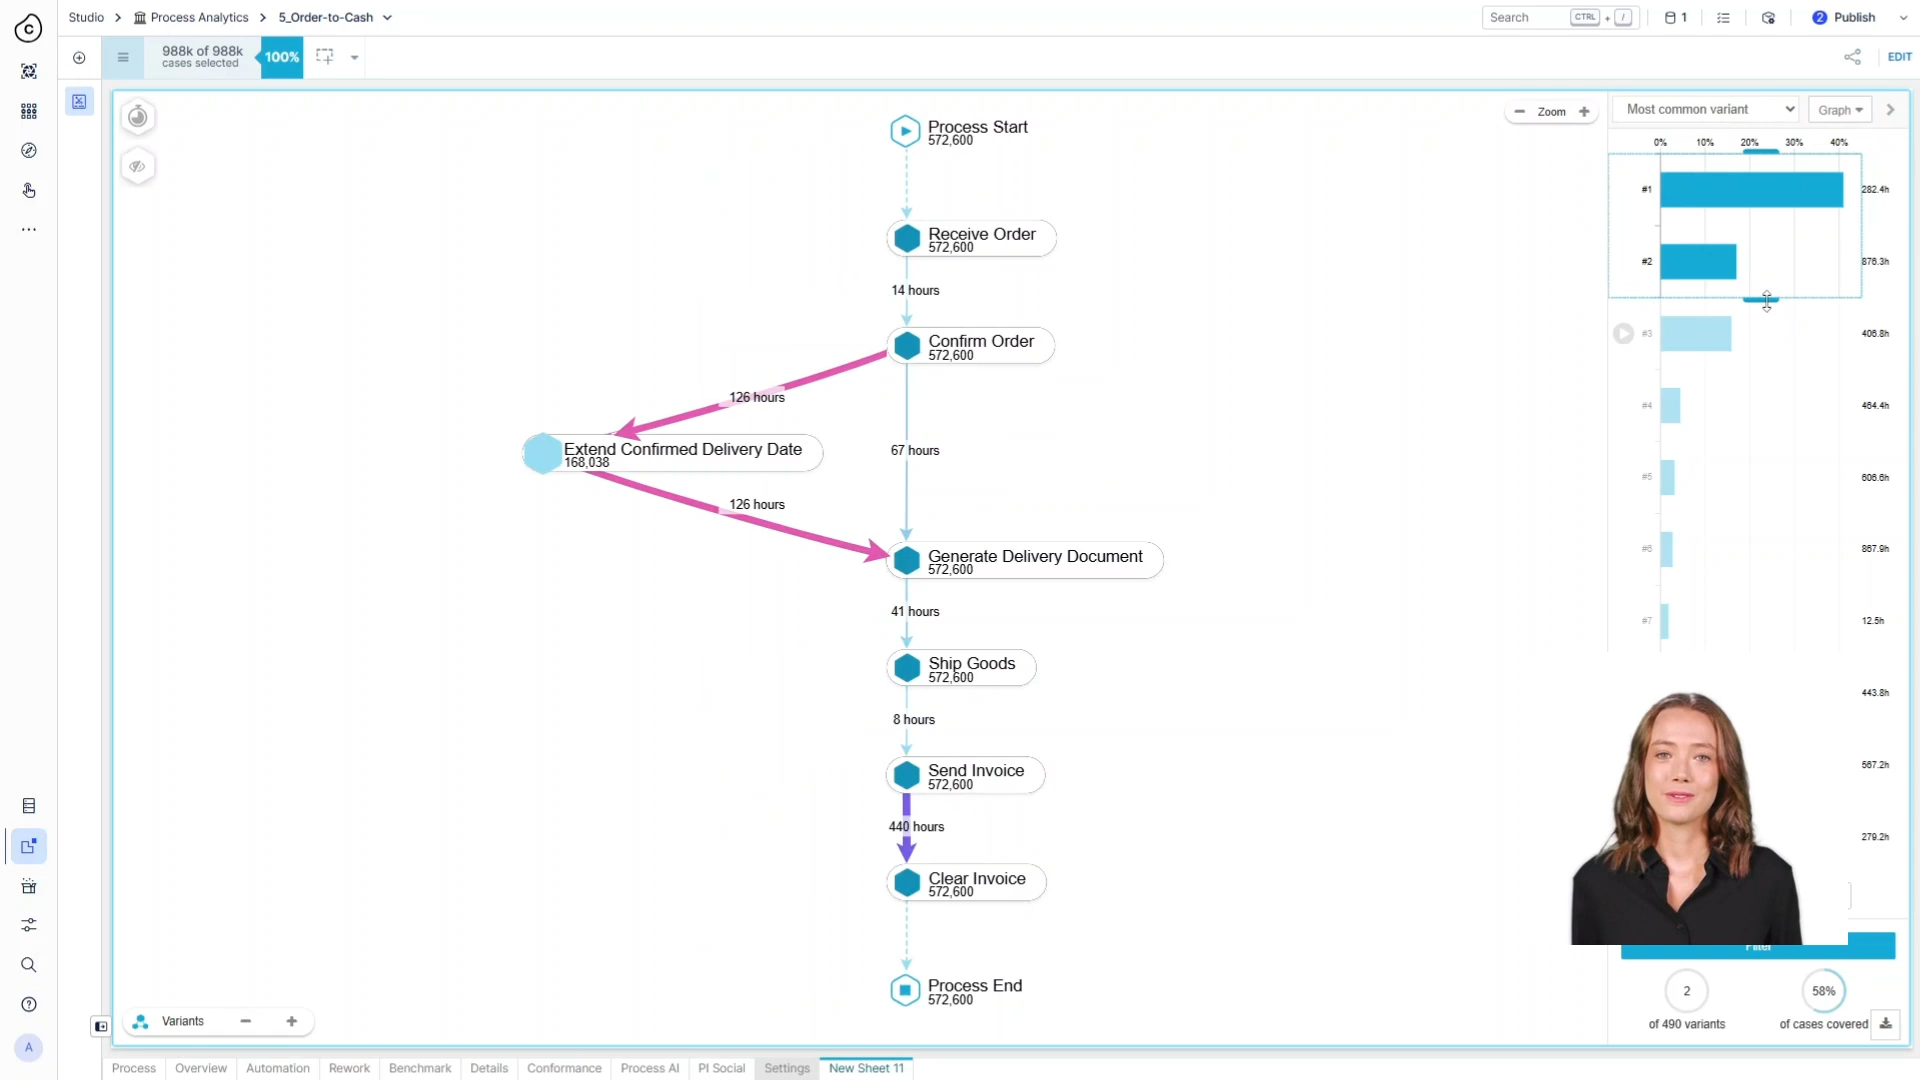 Studio
Process Analytics
5_Order-to-Cash
Search
CTRL + /
1
2
Publish
988k of 988k
cases selected
100%
EDIT
Zoom
Most common variant
Graph
0% 10% 20% 30% 40%
#1 282.4h
#2 876.3h
#3 406.8h
#4 464.4h
#5 606.6h
#6 867.9h
#7 12.5h
443.8h
567.2h
279.2h
Process Start
572,600
Receive Order
572,600
14 hours
Confirm Order
572,600
126 hours
Extend Confirmed Delivery Date
168,038
67 hours
126 hours
Generate Delivery Document
572,600
41 hours
Ship Goods
572,600
8 hours
Send Invoice
572,600
440 hours
Clear Invoice
572,600
Process End
572,600
Filter
2
of 490 variants
58%
of cases covered
Variants
A
Process Overview Automation Rework Benchmark Details Conformance Process AI PI Social Settings New Sheet 11